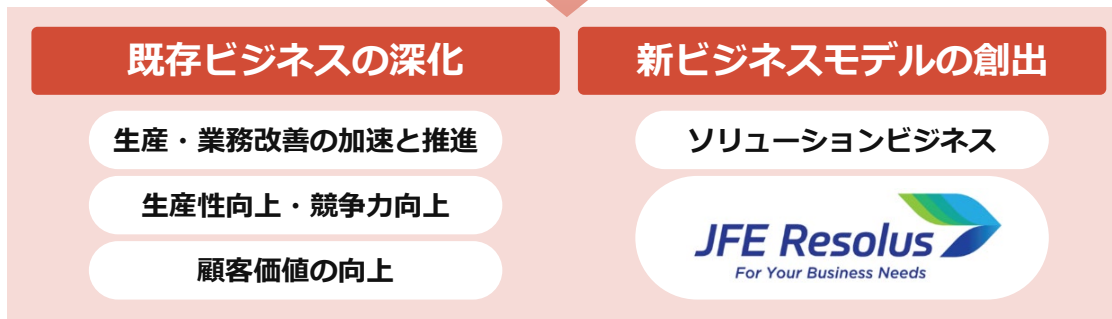 既存ビジネスの深化
生産・業務改善の加速と推進
生産性向上・競争力向上
顧客価値の向上
新ビジネスモデルの創出
ソリューションビジネス
JFE Resolus
For Your Business Needs